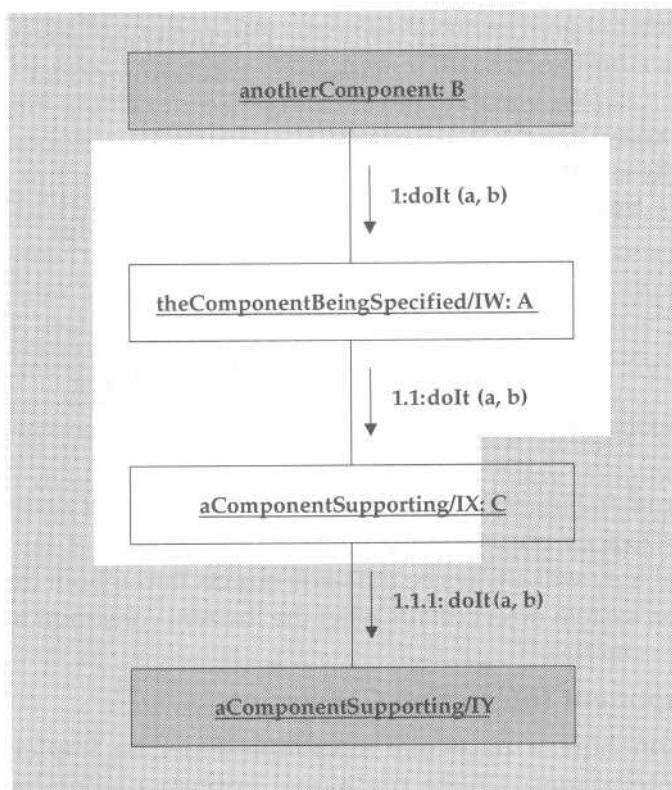 anotherComponent: B
1:doIt (a, b)
theComponentBeingSpecified/IW: A
1.1:doIt (a, b)
aComponentSupporting/IX: C
1.1.1: doIt(a, b)
aComponentSupporting/IY